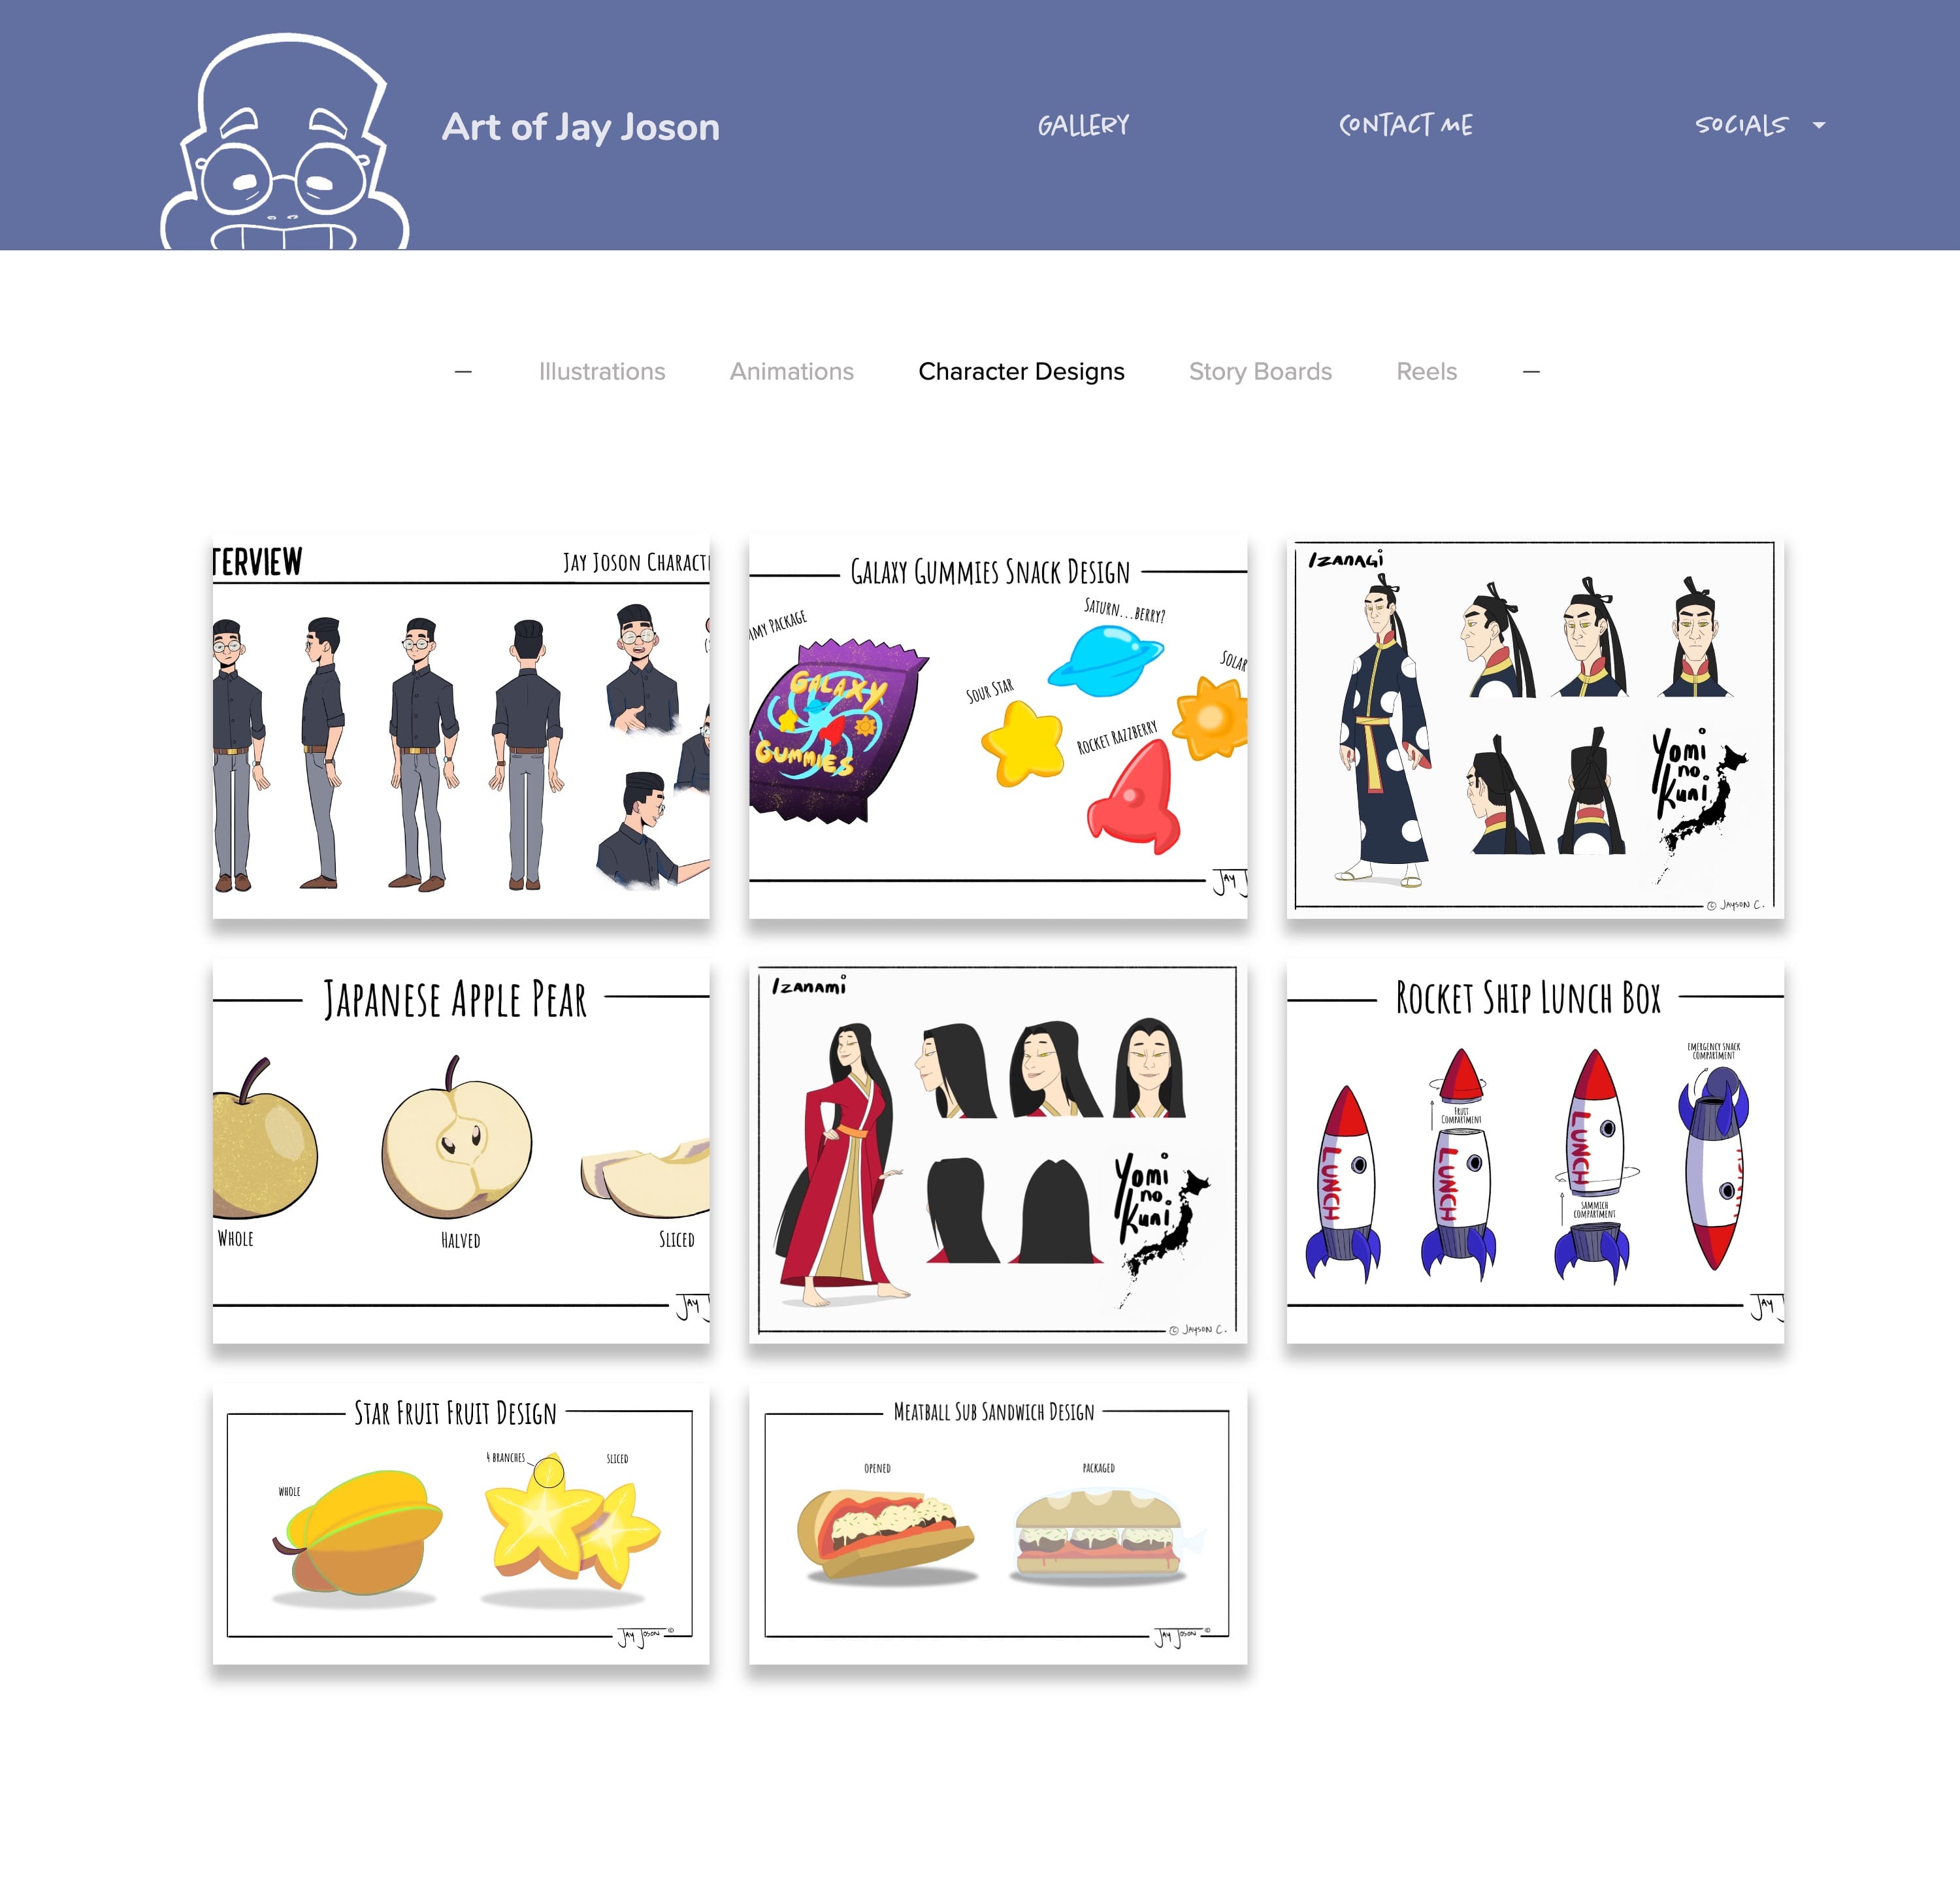 Art of Jay Joson
GALLERY
CONTACT ME
SOCIALS
— Illustrations Animations Character Designs Story Boards Reels —
TERVIEW
JAY JOSON CHARACT
GALAXY GUMMIES SNACK DESIGN
MY PACKAGE
SATURN...BERRY?
SOLAR
SOUR STAR
ROCKET RAZZBERRY
GALAXY
GUMMIES
JAY J
IZANAGI
Yomi
no
Kuni
© JAYSON C.
JAPANESE APPLE PEAR
WHOLE
HALVED
SLICED
JAY J
IZANAMI
Yomi
no
Kuni
© JAYSON C.
ROCKET SHIP LUNCH BOX
EMERGENCY SNACK
COMPARTMENT
FRUIT
COMPARTMENT
LUNCH
LUNCH
LUNCH
SAMMICH
COMPARTMENT
JAY J
STAR FRUIT FRUIT DESIGN
4 BRANCHES
SLICED
WHOLE
JAY JOSON ©
MEATBALL SUB SANDWICH DESIGN
OPENED
PACKAGED
JAY JOSON ©